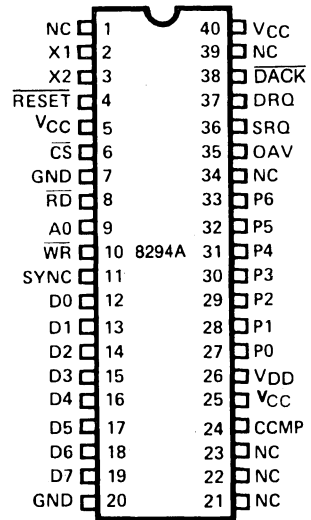 NC 1 40 VCC
X1 2 39 NC
X2 3 38 DACK
RESET 4 37 DRQ
VCC 5 36 SRQ
CS 6 35 OAV
GND 7 34 NC
RD 8 33 P6
A0 9 32 P5
WR 10 8294A 31 P4
SYNC 11 30 P3
D0 12 29 P2
D1 13 28 P1
D2 14 27 P0
D3 15 26 VDD
D4 16 25 VCC
D5 17 24 CCMP
D6 18 23 NC
D7 19 22 NC
GND 20 21 NC